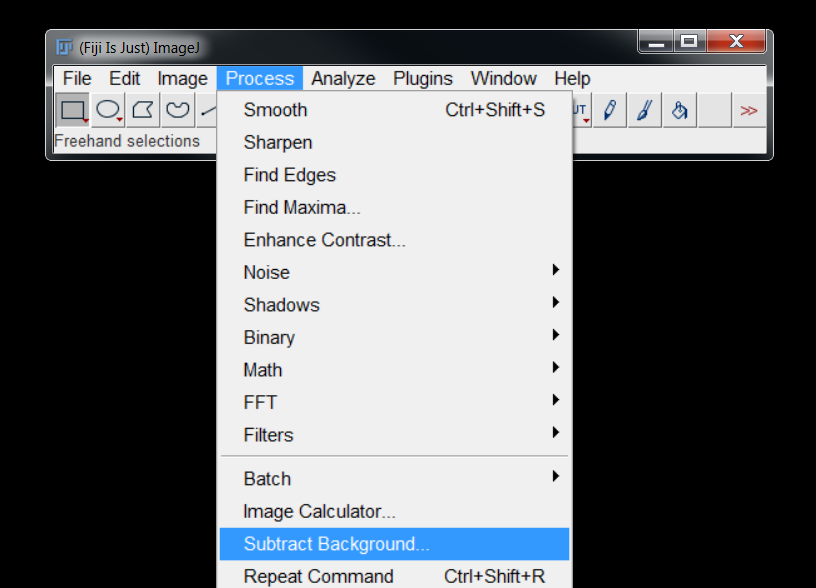 (Fiji Is Just) ImageJ
File Edit Image Process Analyze Plugins Window Help
Freehand selections
Smooth Ctrl+Shift+S
Sharpen
Find Edges
Find Maxima...
Enhance Contrast...
Noise
Shadows
Binary
Math
FFT
Filters
Batch
Image Calculator...
Subtract Background...
Repeat Command Ctrl+Shift+R